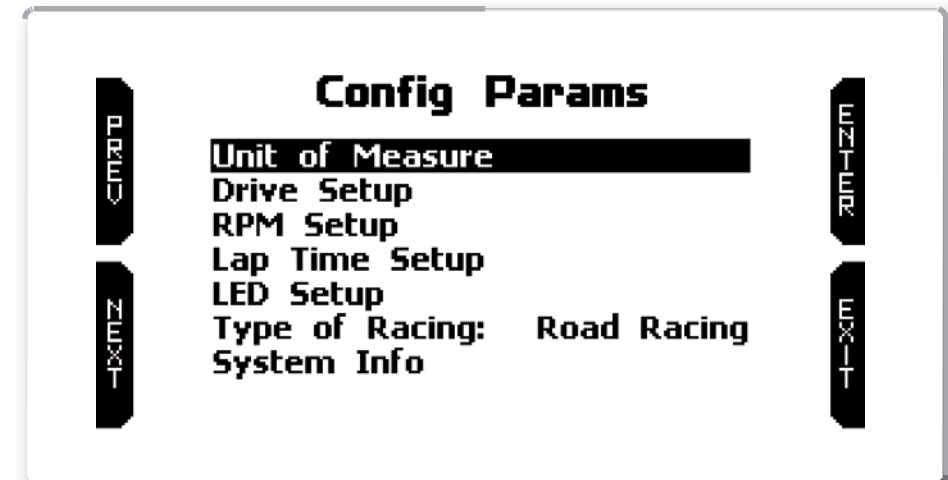 Config Params
PREV
ENTER
Unit of Measure
Drive Setup
RPM Setup
Lap Time Setup
LED Setup
Type of Racing: Road Racing
System Info
NEXT
EXIT